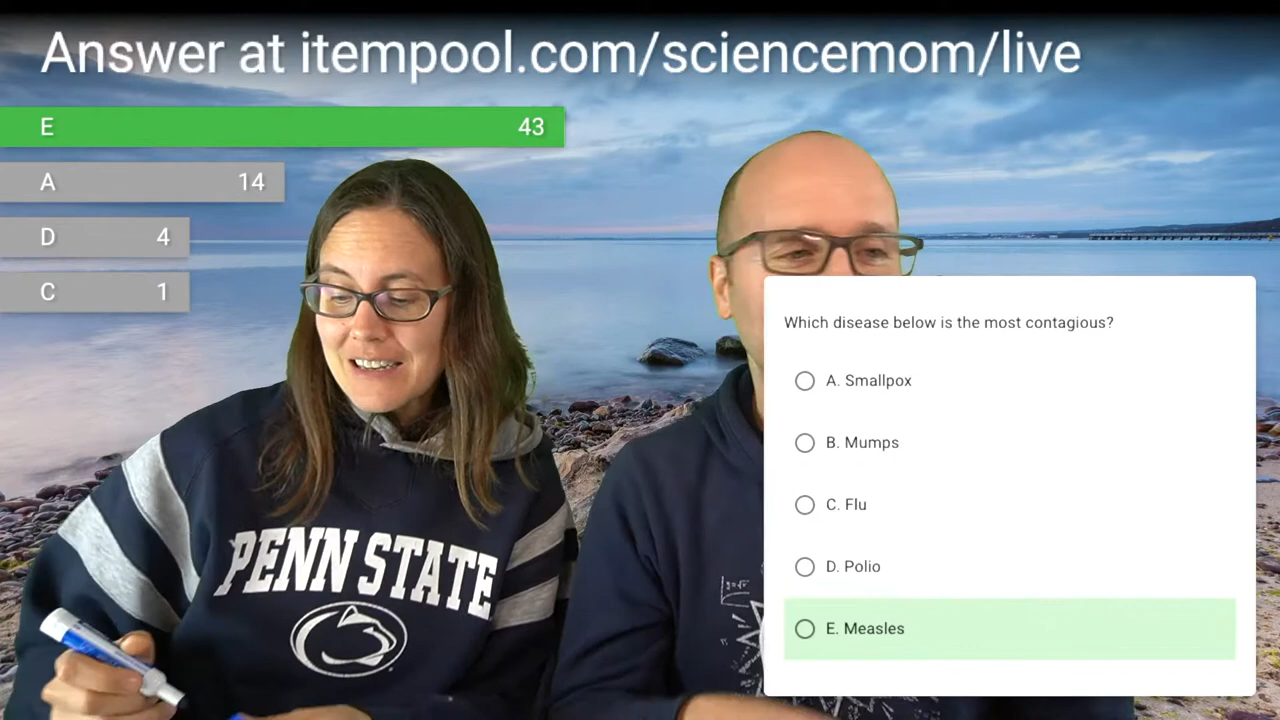 Answer at itempool.com/sciencemom/live
E 43
A 14
D 4
C 1
Which disease below is the most contagious?
A. Smallpox
B. Mumps
C. Flu
D. Polio
E. Measles
PENN STATE